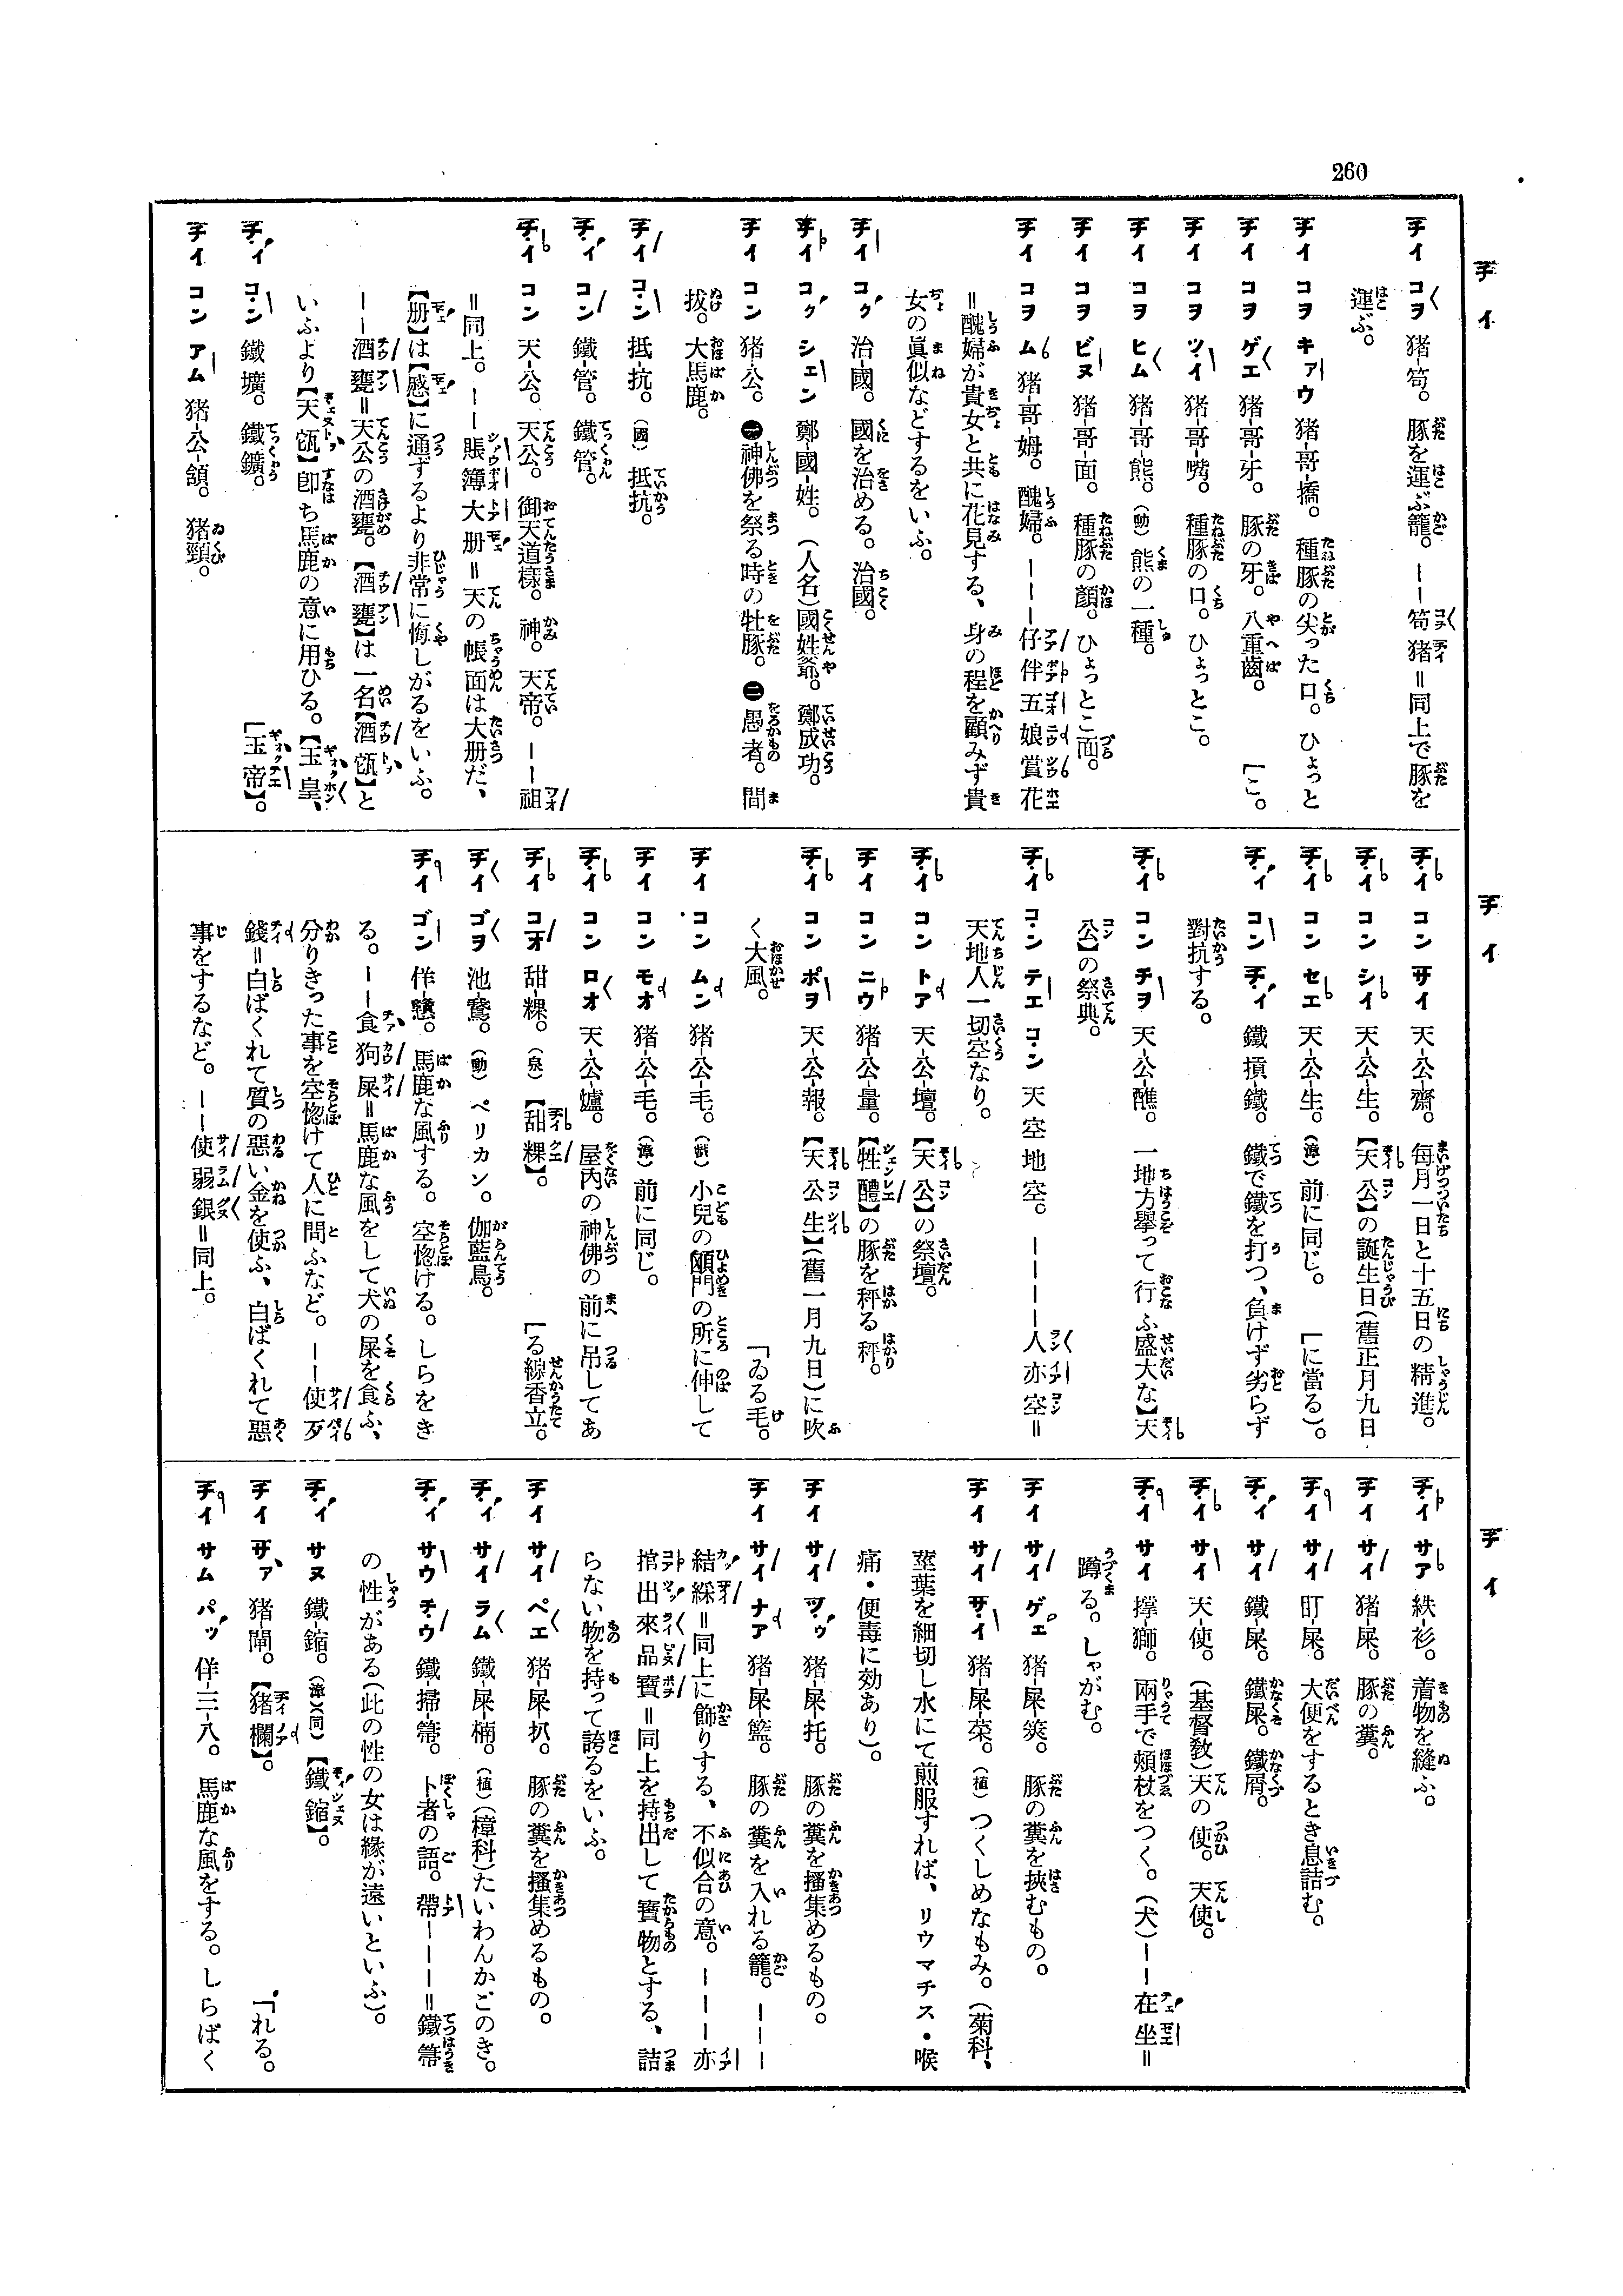 260
チイ
チイ コヲ 猪-笱。豚を運ぶ籠。――笱 猪=同上で豚を
運ぶ。
チイ コヲ キァウ 猪-哥-撟。種豚の尖った口。ひょっと
チイ コヲ ゲエ 猪-哥-牙。豚の牙。八重齒。 [こ。
チイ コヲ ツイ 猪-哥-嘴。種豚の口。ひょっとこ。
チイ コヲ ヒム 猪-哥-熊。(動)熊の一種。
チイ コヲ ビヌ 猪-哥-面。種豚の顔。ひょっとこ面。
チイ コヲ ム 猪-哥-姆。醜婦。―――仔 伴 五 娘 賞 花
=醜婦が貴女と共に花見する、身の程を顧みず貴
女の眞似などするをいふ。
チイ コク 治-國。國を治める。治國。
チイ コク シェン 鄭-國-姓。(人名)國姓爺。鄭成功。
チイ コン 猪-公。㊀神佛を祭る時の牡豚。㊁愚者。間
拔。大馬鹿。
チイ コン 抵-抗。(國)抵抗。
チイ コン 鐵-管。鐵管。
チイ コン 天-公。天公。御天道樣。神。天帝。――祖
=同上。――賬 簿 大 册=天の帳面は大册だ、
【册】は【慼】に通ずるより非常に悔しがるをいふ。
――酒 甕=天公の酒甕。【酒 甕】は一名【酒 瓳】と
いふより【天 瓳】卽ち馬鹿の意に用ひる。【玉 皇、
チイ コン 鐵-壙。鐵鑛。 [玉 帝】。
チイ コン アム 猪-公-頷。猪頸。
チイ
チイ コン サイ 天-公-齋。每月一日と十五日の精進。
チイ コン シイ 天-公-生。【天 公】の誕生日(舊正月九日
チイ コン セエ 天-公-生。(漳)前に同じ。 [に當る)。
チイ コン チイ 鐵 摃 鐵。鐵で鐵を打つ、負けず劣らず
對抗する。
チイ コン チヲ 天-公-醮。一地方擧って行ふ盛大な】天
公】の祭典。
チイ コン テエ コン 天 空 地 空。――――人 亦 空=
天地人一切空なり。
チイ コン トア 天-公-壇。【天 公】の祭壇。
チイ コン ニウ 猪-公-量。【牲 醴】の豚を秤る秤。
チイ コン ポヲ 天-公-報。【天 公 生】(舊一月九日)に吹
く大風。 「ゐる毛。
チイ コン ムン 猪-公-毛。(戲)小兒の顖門の所に伸して
チイ コン モオ 猪-公-毛。(漳)前に同じ。
チイ コン ロオ 天-公-爐。屋內の神佛の前に吊してあ
チイ コオ 甜-粿。(泉)【甜 粿】。 [る線香立。
チイ ゴヲ 池-鵞。(動)ペリカン。伽藍鳥。
チイ ゴン 佯-戇。馬鹿な風する。空惚ける。しらをき
る。――食 狗 屎=馬鹿な風をして犬の屎を食ふ、
分りきった事を空惚けて人に問ふなど。――使 歹
錢=白ばくれて質の惡い金を使ふ、白ばくれて惡
事をするなど。――使 弱 銀=同上。
チイ
チイ サア 紩-衫。着物を縫ふ。
チイ サイ 猪-屎。豚の糞。
チイ サイ 盯-屎。大便をするとき息詰む。
チイ サイ 鐵-屎。鐵屎。鐵屑。
チイ サイ 天-使。(基督敎)天の使。天使。
チイ サイ 撑-獅。兩手で頰杖をつく。(犬)――在 坐=
蹲る。しゃがむ。
チイ サイ ゲェ 猪-屎-筴。豚の糞を挾むもの。
チイ サイ サイ 猪-屎-菜。(植)つくしめなもみ。(菊科、
莖葉を細切し水にて煎服すれば、リウマチス・喉
痛・便毒に効あり)。
チイ サイ ツゥ 猪-屎-托。豚の糞を搔集めるもの。
チイ サイ ナア 猪-屎-籃。豚の糞を入れる籠。―――
結 綵=同上に飾りする、不似合の意。―――亦
捾 出 來 品 寶=同上を持出して寶物とする、詰
らない物を持って誇るをいふ。
チイ サイ ペエ 猪-屎-扒。豚の糞を搔集めるもの。
チイ サイ ラム 鐵-屎-楠。(植)(樟科)たいわんかごのき。
チイ サウ チウ 鐵-掃-箒。卜者の語。帶―――=鐵箒
の性がある(此の性の女は緣が遠いといふ)。
チイ サヌ 鐵-鏥。(漳)(同)【鐵 鏥】。
チイ ザァ 猪-閘。【猪 欄】。 「れる。
チイ サム パッ 佯-三-八。馬鹿な風をする。しらばく